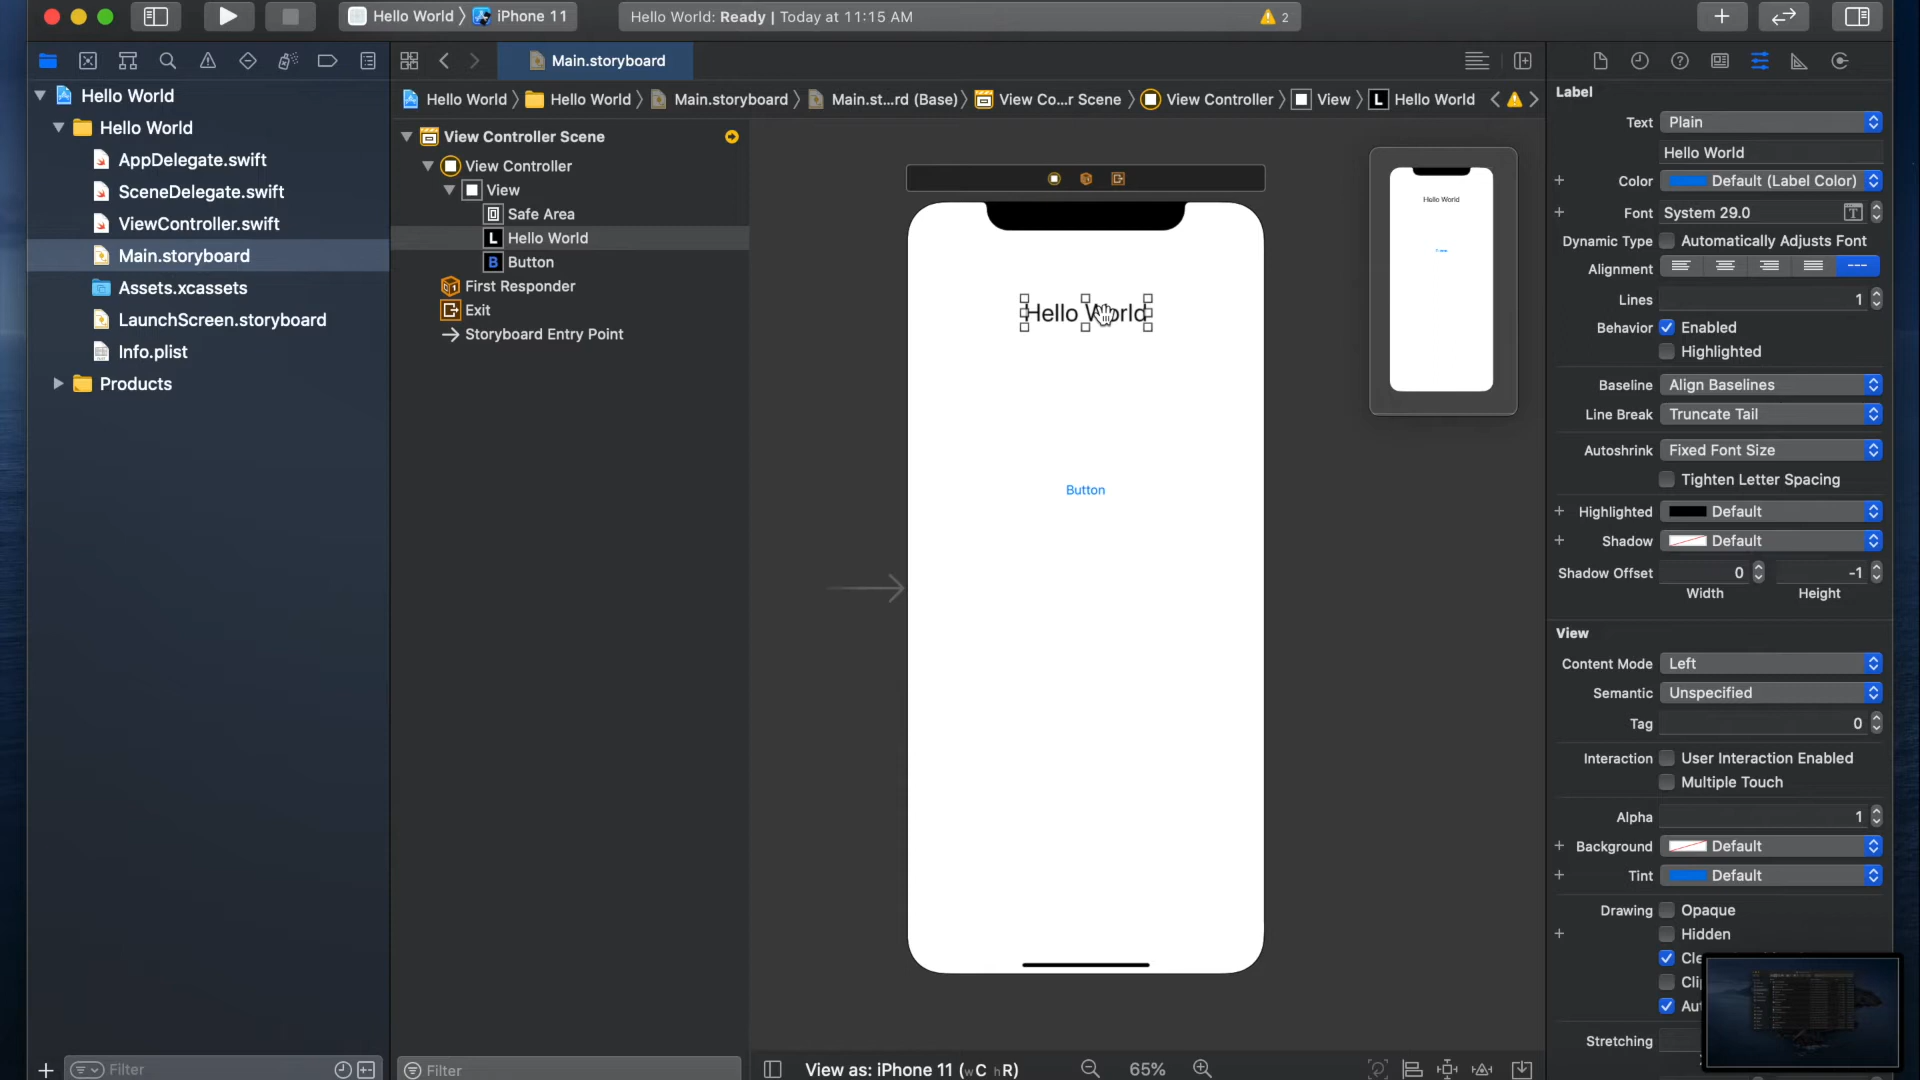 Hello World 〉 iPhone 11
Hello World: Ready | Today at 11:15 AM
2
Main.storyboard
Hello World 〉 Hello World 〉 Main.storyboard 〉 Main.st...rd (Base) 〉 View Co...r Scene 〉 View Controller 〉 View 〉 L Hello World
Hello World
Hello World
AppDelegate.swift
SceneDelegate.swift
ViewController.swift
Main.storyboard
Assets.xcassets
LaunchScreen.storyboard
Info.plist
Products
Filter
View Controller Scene
View Controller
View
Safe Area
L Hello World
B Button
First Responder
Exit
Storyboard Entry Point
Filter
Hello World
Button
Hello World
View as: iPhone 11 (wC hR)
65%
Label
Text Plain
Hello World
Color Default (Label Color)
Font System 29.0
Dynamic Type Automatically Adjusts Font
Alignment
Lines 1
Behavior Enabled
Highlighted
Baseline Align Baselines
Line Break Truncate Tail
Autoshrink Fixed Font Size
Tighten Letter Spacing
Highlighted Default
Shadow Default
Shadow Offset 0 -1
Width Height
View
Content Mode Left
Semantic Unspecified
Tag 0
Interaction User Interaction Enabled
Multiple Touch
Alpha 1
Background Default
Tint Default
Drawing Opaque
Hidden
Cle
Cli
Aut
Stretching